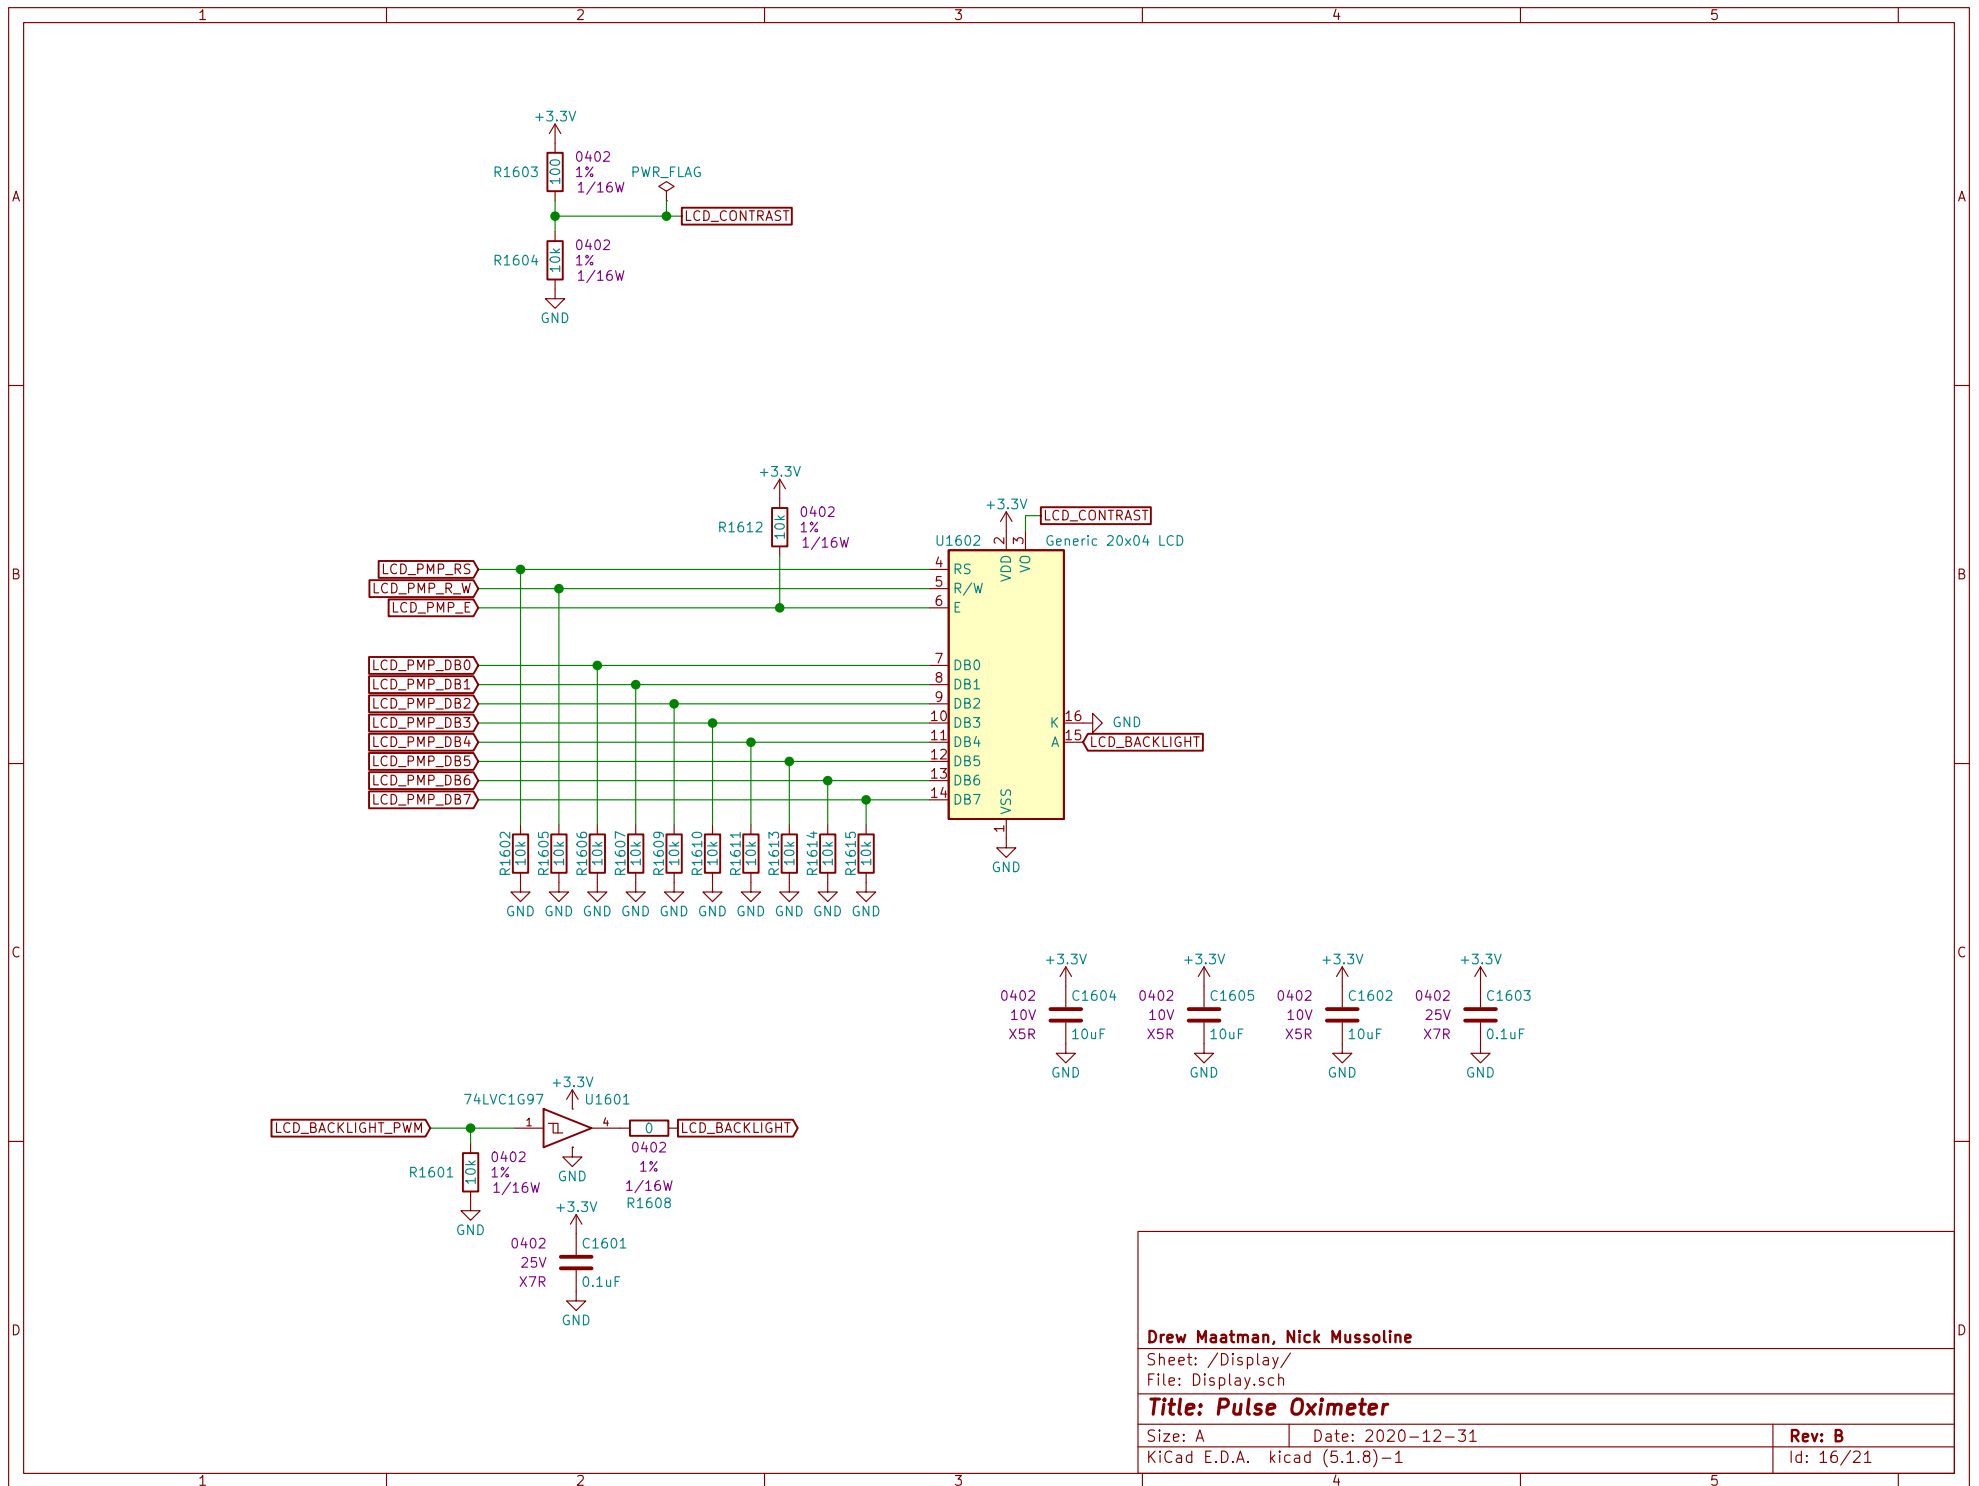 1 2 3 4 5
A A
B B
C C
D D
+3.3V
R1603 100 0402
1%
1/16W
PWR_FLAG
LCD_CONTRAST
R1604 10k 0402
1%
1/16W
GND
+3.3V
R1612 10k 0402
1%
1/16W
+3.3V
LCD_CONTRAST
U1602 2 3 Generic 20x04 LCD
VDD VO
LCD_PMP_RS 4 RS
LCD_PMP_R_W 5 R/W
LCD_PMP_E 6 E
LCD_PMP_DB0 7 DB0
LCD_PMP_DB1 8 DB1
LCD_PMP_DB2 9 DB2
LCD_PMP_DB3 10 DB3 K 16 GND
LCD_PMP_DB4 11 DB4 A 15 LCD_BACKLIGHT
LCD_PMP_DB5 12 DB5
LCD_PMP_DB6 13 DB6
LCD_PMP_DB7 14 DB7
VSS
1
GND
R1602 10k R1605 10k R1606 10k R1607 10k R1609 10k R1610 10k R1611 10k R1613 10k R1614 10k R1615 10k
GND GND GND GND GND GND GND GND GND GND
+3.3V +3.3V +3.3V +3.3V
0402 C1604 0402 C1605 0402 C1602 0402 C1603
10V 10V 10V 25V
X5R 10uF X5R 10uF X5R 10uF X7R 0.1uF
GND GND GND GND
+3.3V
74LVC1G97 U1601
LCD_BACKLIGHT_PWM 1 4 0 LCD_BACKLIGHT
0402
1%
1/16W
R1608
GND
R1601 10k 0402
1%
1/16W
GND
+3.3V
0402 C1601
25V
X7R 0.1uF
GND
Drew Maatman, Nick Mussoline
Sheet: /Display/
File: Display.sch
Title: Pulse Oximeter
Size: A Date: 2020-12-31 Rev: B
KiCad E.D.A. kicad (5.1.8)-1 Id: 16/21
1 2 3 4 5